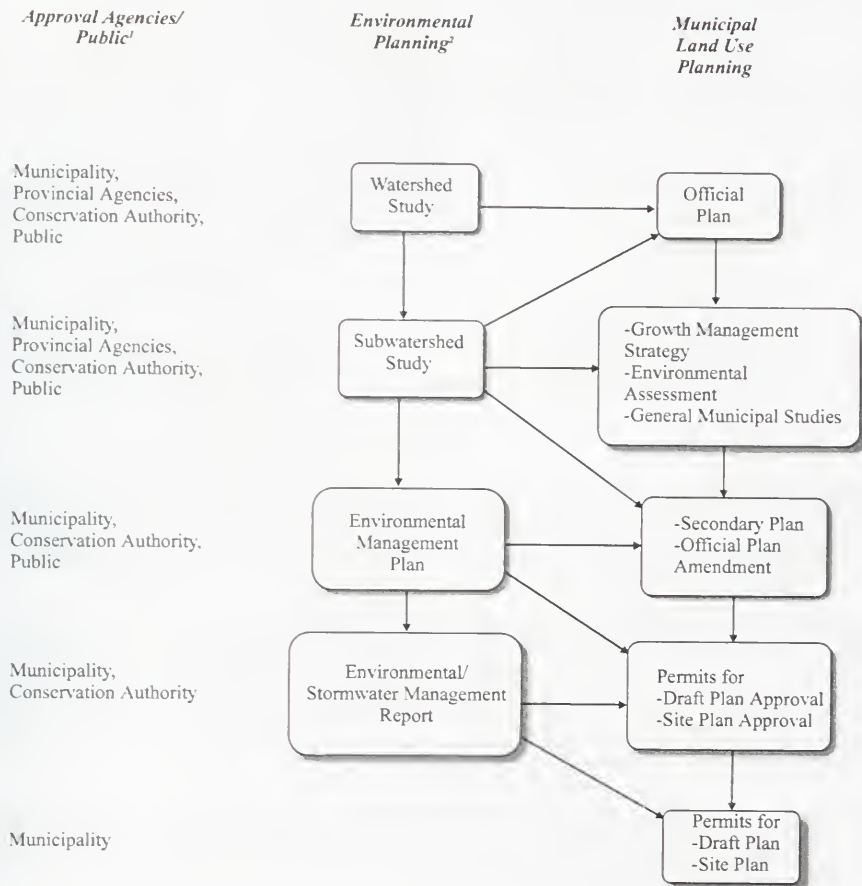 Approval Agencies/
Public¹
Environmental
Planning²
Municipal
Land Use
Planning
Municipality,
Provincial Agencies,
Conservation Authority,
Public
Watershed
Study
Official
Plan
Municipality,
Provincial Agencies,
Conservation Authority,
Public
Subwatershed
Study
-Growth Management
Strategy
-Environmental
Assessment
-General Municipal Studies
Municipality,
Conservation Authority,
Public
Environmental
Management
Plan
-Secondary Plan
-Official Plan
Amendment
Municipality,
Conservation Authority
Environmental/
Stormwater Management
Report
Permits for
-Draft Plan Approval
-Site Plan Approval
Municipality
Permits for
-Draft Plan
-Site Plan